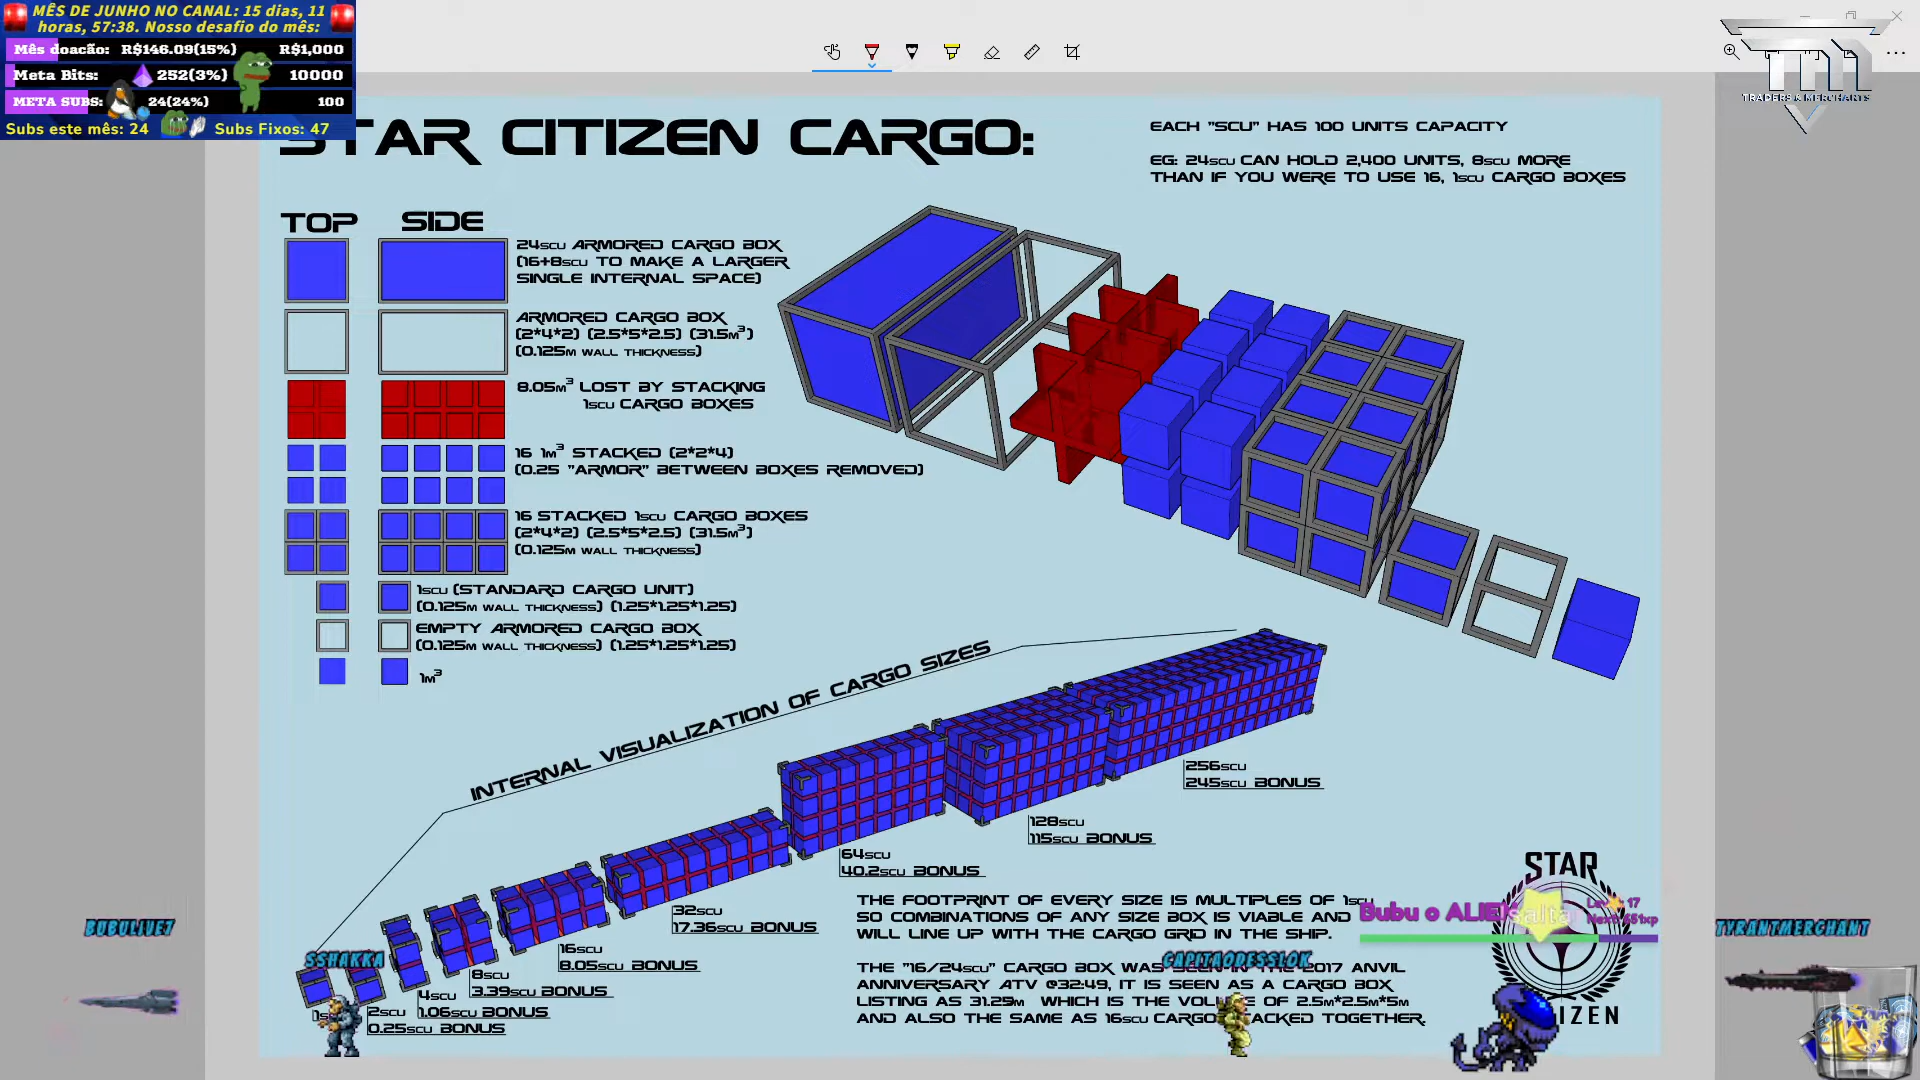 MÊS DE JUNHO NO CANAL: 15 dias, 11
horas, 57:38. Nosso desafio do mês:
Mês doacão: R$146.09(15%) R$1,000
Meta Bits: 252(3%) 10000
META SUBS: 24(24%) 100
Subs este mês: 24 Subs Fixos: 47
TRADERS & MERCHANTS
STAR CITIZEN CARGO:
EACH "SCU" HAS 100 UNITS CAPACITY
EG: 24SCU CAN HOLD 2,400 UNITS, 8SCU MORE
THAN IF YOU WERE TO USE 16, 1SCU CARGO BOXES
TOP SIDE
24SCU ARMORED CARGO BOX
(16+8SCU TO MAKE A LARGER
SINGLE INTERNAL SPACE)
ARMORED CARGO BOX
(2*4*2) (2.5*5*2.5) (31.5M³)
(0.125M WALL THICKNESS)
8.05M³ LOST BY STACKING
1SCU CARGO BOXES
16 1M³ STACKED (2*2*4)
(0.25 "ARMOR" BETWEEN BOXES REMOVED)
16 STACKED 1SCU CARGO BOXES
(2*4*2) (2.5*5*2.5) (31.5M³)
(0.125M WALL THICKNESS)
1SCU (STANDARD CARGO UNIT)
(0.125M WALL THICKNESS) (1.25*1.25*1.25)
EMPTY ARMORED CARGO BOX
(0.125M WALL THICKNESS) (1.25*1.25*1.25)
1M³
INTERNAL VISUALIZATION OF CARGO SIZES
256SCU
245SCU BONUS
128SCU
115SCU BONUS
64SCU
40.2SCU BONUS
32SCU
17.36SCU BONUS
16SCU
8.05SCU BONUS
8SCU
3.39SCU BONUS
4SCU
1.06SCU BONUS
2SCU
0.25SCU BONUS
THE FOOTPRINT OF EVERY SIZE IS MULTIPLES OF 1SCU
SO COMBINATIONS OF ANY SIZE BOX IS VIABLE AND
WILL LINE UP WITH THE CARGO GRID IN THE SHIP.
THE "16/24SCU" CARGO BOX WAS SEEN IN THE 2017 ANVIL
ANNIVERSARY ATV @32:49, IT IS SEEN AS A CARGO BOX
LISTING AS 31.29M WHICH IS THE VOLUME OF 2.5M*2.5M*5M
AND ALSO THE SAME AS 16SCU CARGO STACKED TOGETHER.
STAR
BUBULIVE7
SSHAKKA
CAPITAODESSLOK
TYRANTMERCHANT
Bubu o ALIEN
salta